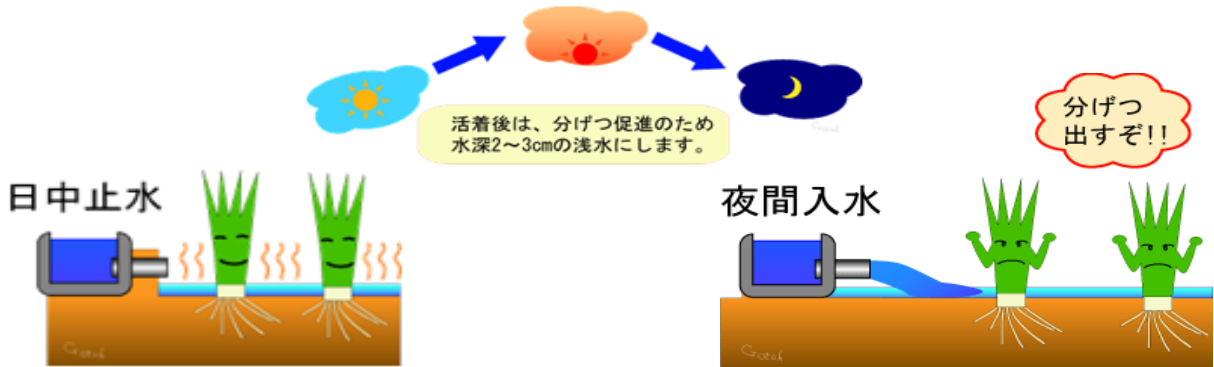 活着後は、分げつ促進のため
水深2～3cmの浅水にします。
分げつ
出すぞ!!
日中止水
夜間入水